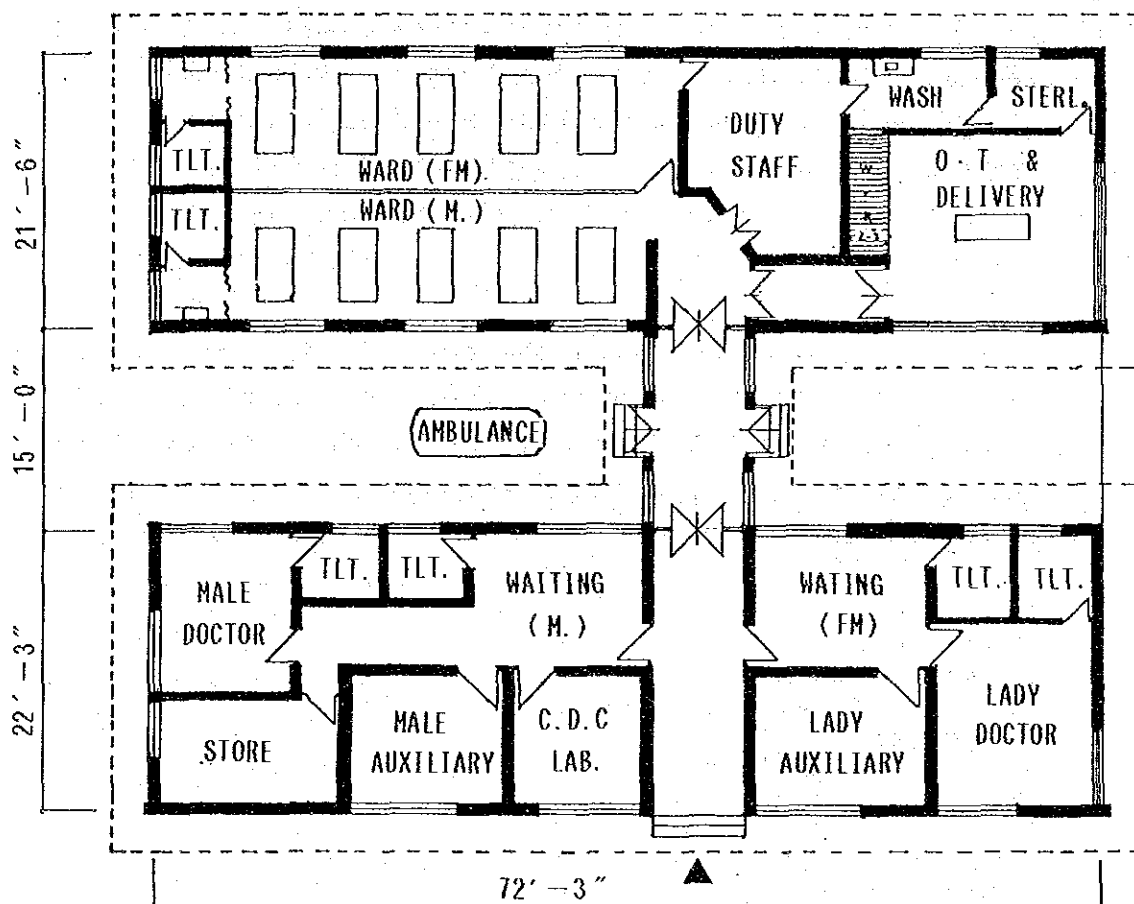 WASH
STERL.
DUTY
STAFF
O·T &
DELIVERY
TLT.
WARD (FM).
WARD (M.)
TLT.
21'-6"
15'-0"
AMBULANCE
22'-3"
MALE
DOCTOR
TLT.
TLT.
WAITING
(M.)
WATING
(FM)
TLT.
TLT.
STORE
MALE
AUXILIARY
C.D.C
LAB.
LADY
AUXILIARY
LADY
DOCTOR
72'-3"